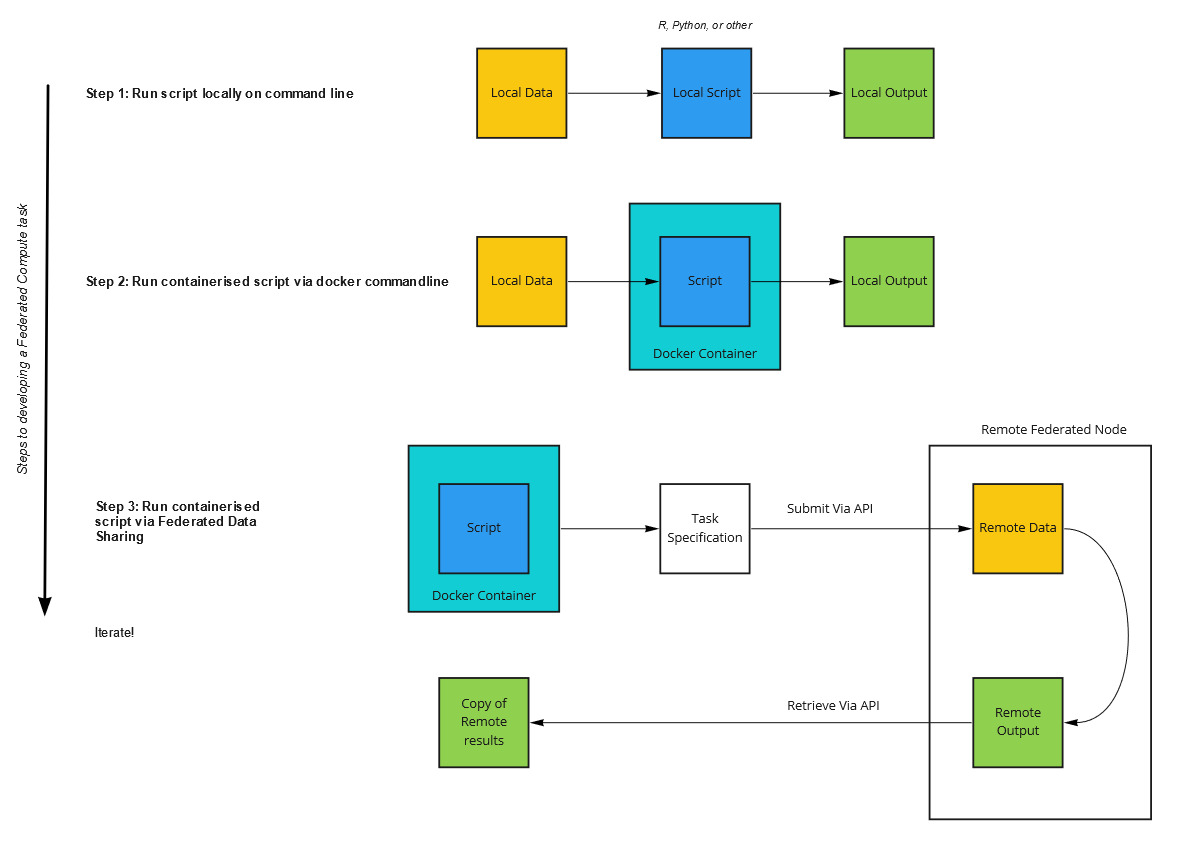 R, Python, or other
Step 1: Run script locally on command line
Local Data
Local Script
Local Output
Steps to developing a Federated Compute task
Step 2: Run containerised script via docker commandline
Local Data
Script
Local Output
Docker Container
Remote Federated Node
Step 3: Run containerised
script via Federated Data
Sharing
Script
Docker Container
Task
Specification
Submit Via API
Remote Data
Iterate!
Copy of
Remote
results
Retrieve Via API
Remote
Output